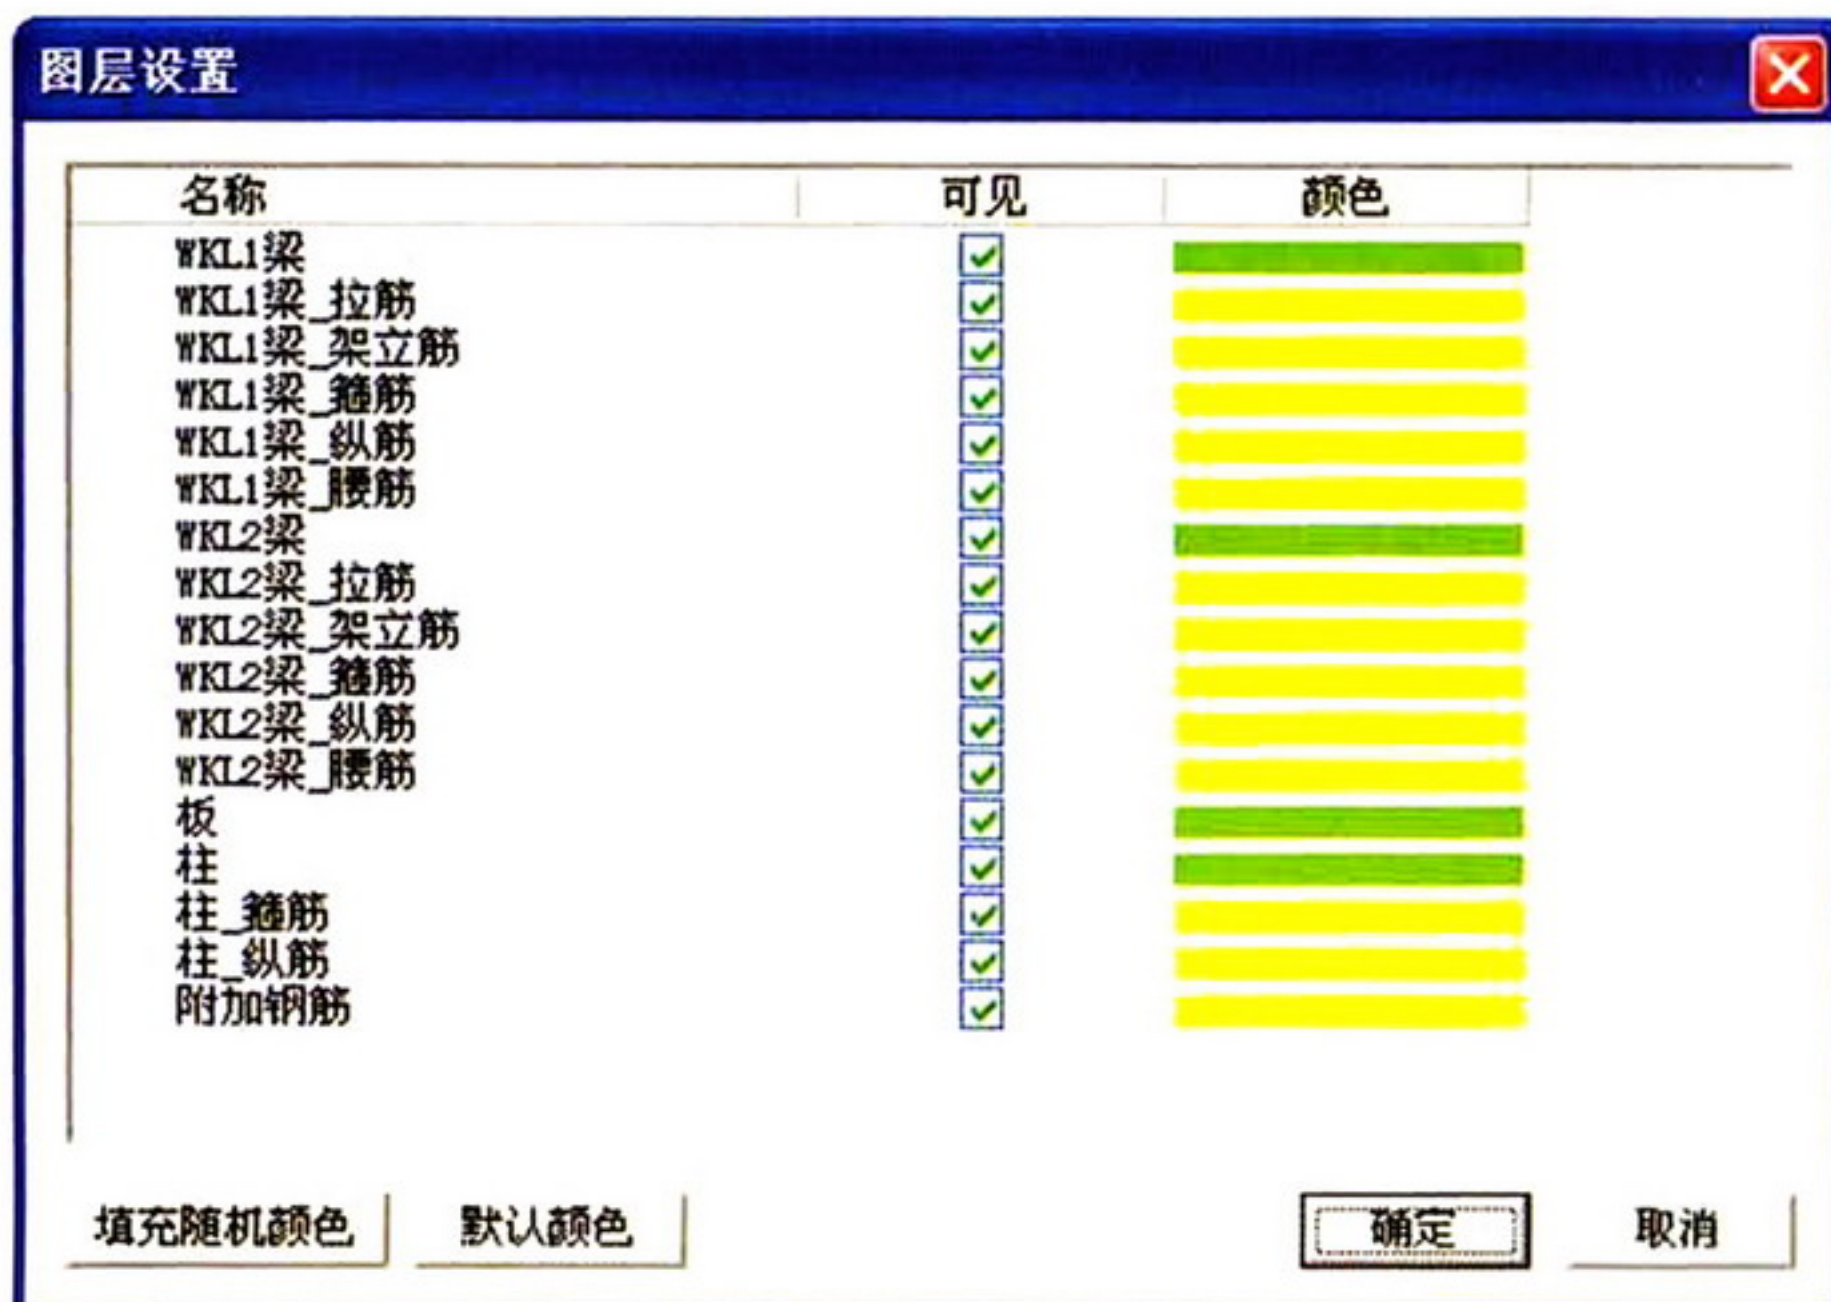 图层设置
名称 可见 颜色
WKL1梁
WKL1梁_拉筋
WKL1梁_架立筋
WKL1梁_箍筋
WKL1梁_纵筋
WKL1梁_腰筋
WKL2梁
WKL2梁_拉筋
WKL2梁_架立筋
WKL2梁_箍筋
WKL2梁_纵筋
WKL2梁_腰筋
板
柱
柱_箍筋
柱_纵筋
附加钢筋
填充随机颜色 默认颜色 确定 取消